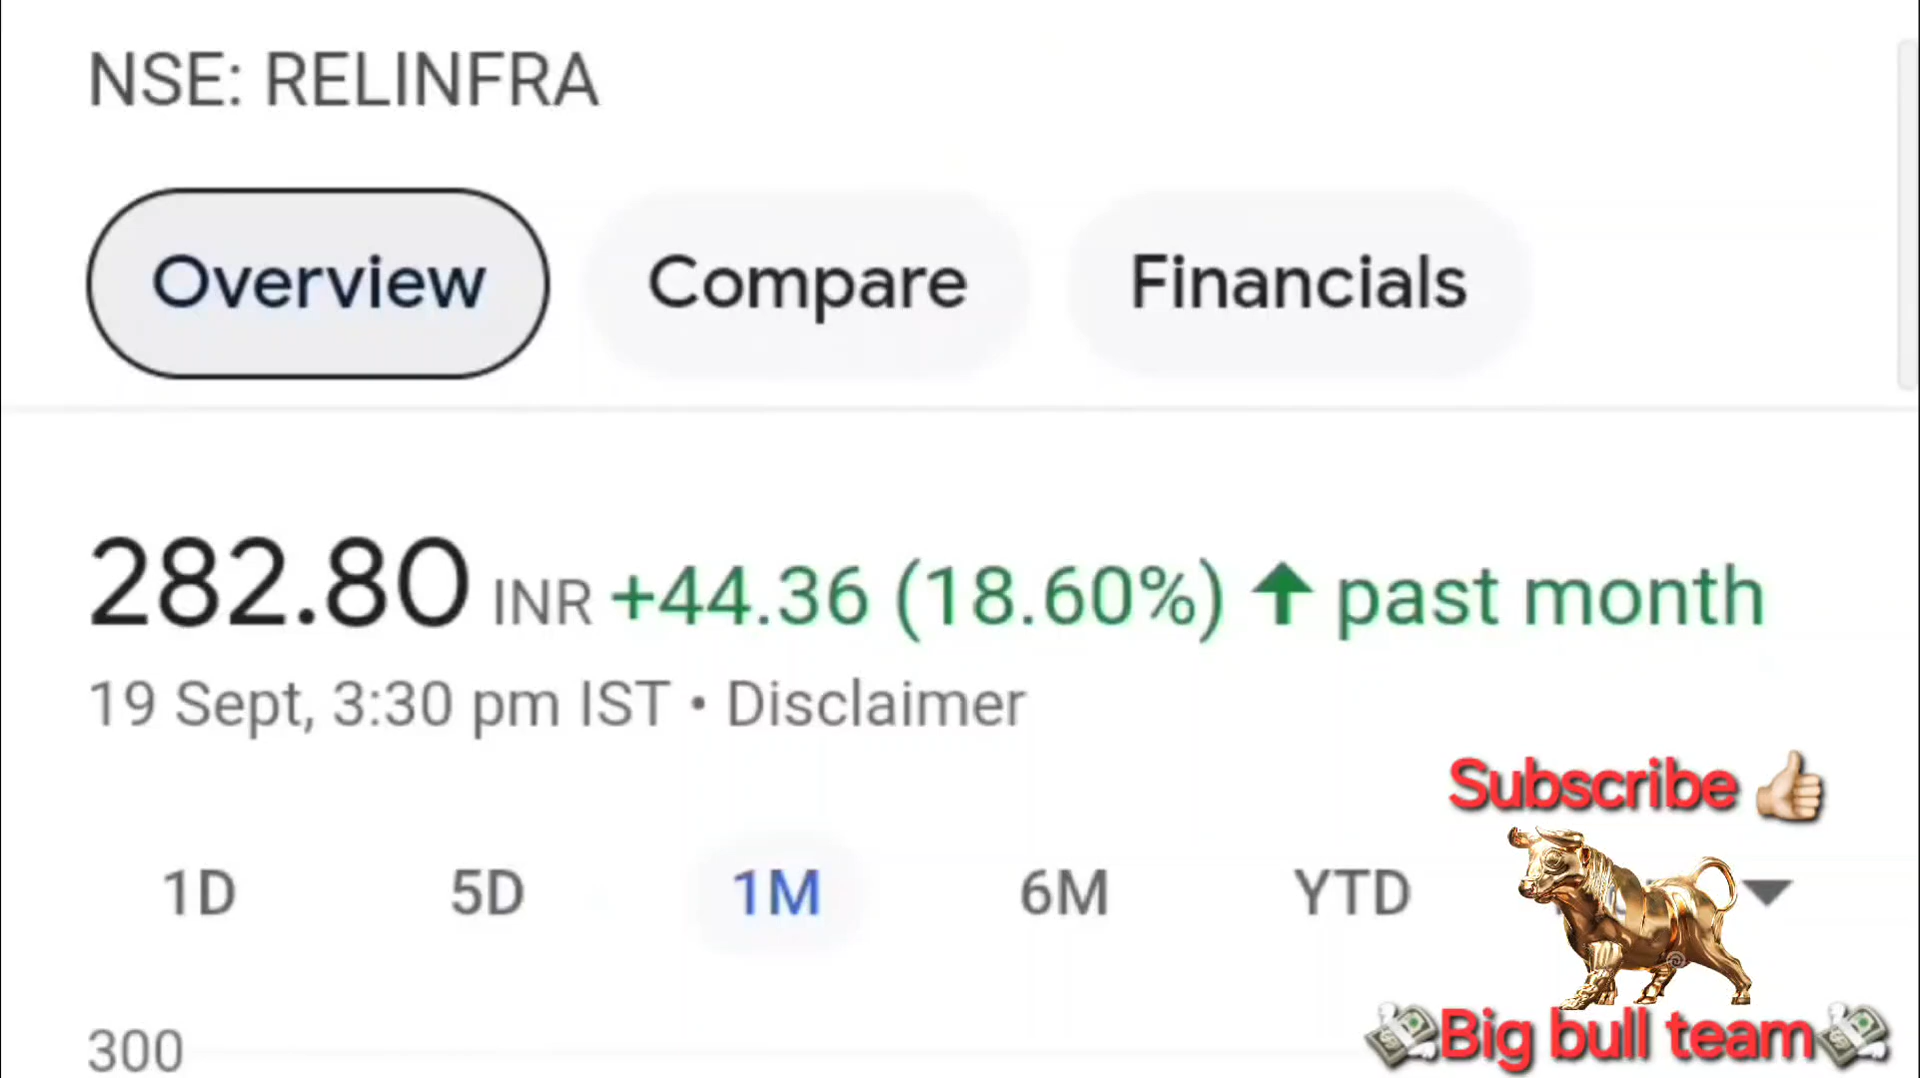 NSE: RELINFRA
Overview Compare Financials
282.80 INR +44.36 (18.60%) ↑ past month
19 Sept, 3:30 pm IST • Disclaimer
Subscribe 👍
1D 5D 1M 6M YTD
Big bull team
300